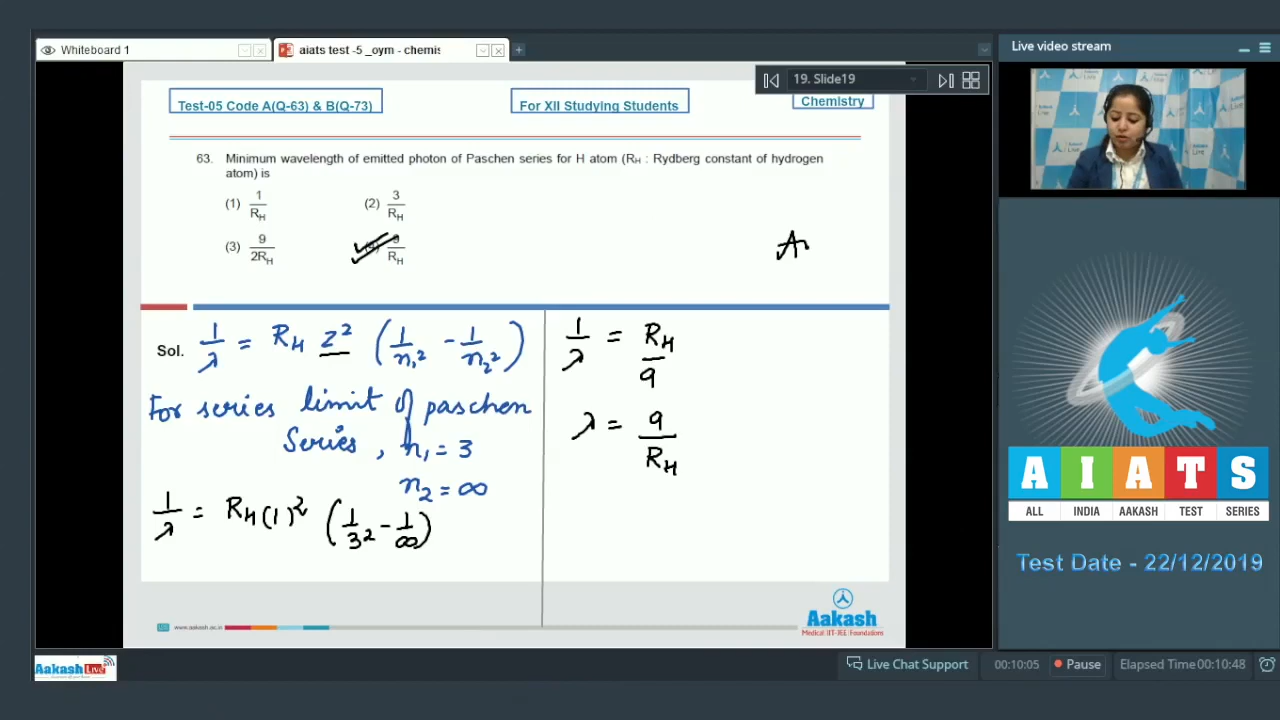 Whiteboard 1
aiats test -5 _oym - chemis
Live video stream
19. Slide19
Test-05 Code A(Q-63) & B(Q-73)
For XII Studying Students
Chemistry
63. Minimum wavelength of emitted photon of Paschen series for H atom (RH : Rydberg constant of hydrogen
atom) is
(1) 1/RH (2) 3/RH
(3) 9/2RH (4) 9/RH
A
Sol. 1/λ = RH z² (1/n₁² - 1/n₂²)
For series limit of paschen
Series, n₁ = 3
n₂ = ∞
1/λ = RH(1)² (1/3² - 1/∞)
1/λ = RH/9
λ = 9/RH
www.aakash.ac.in
Aakash
Medical|IIT-JEE|Foundations
A I A T S
ALL INDIA AAKASH TEST SERIES
Test Date - 22/12/2019
Aakash Live
Live Chat Support
00:10:05
Pause
Elapsed Time 00:10:48